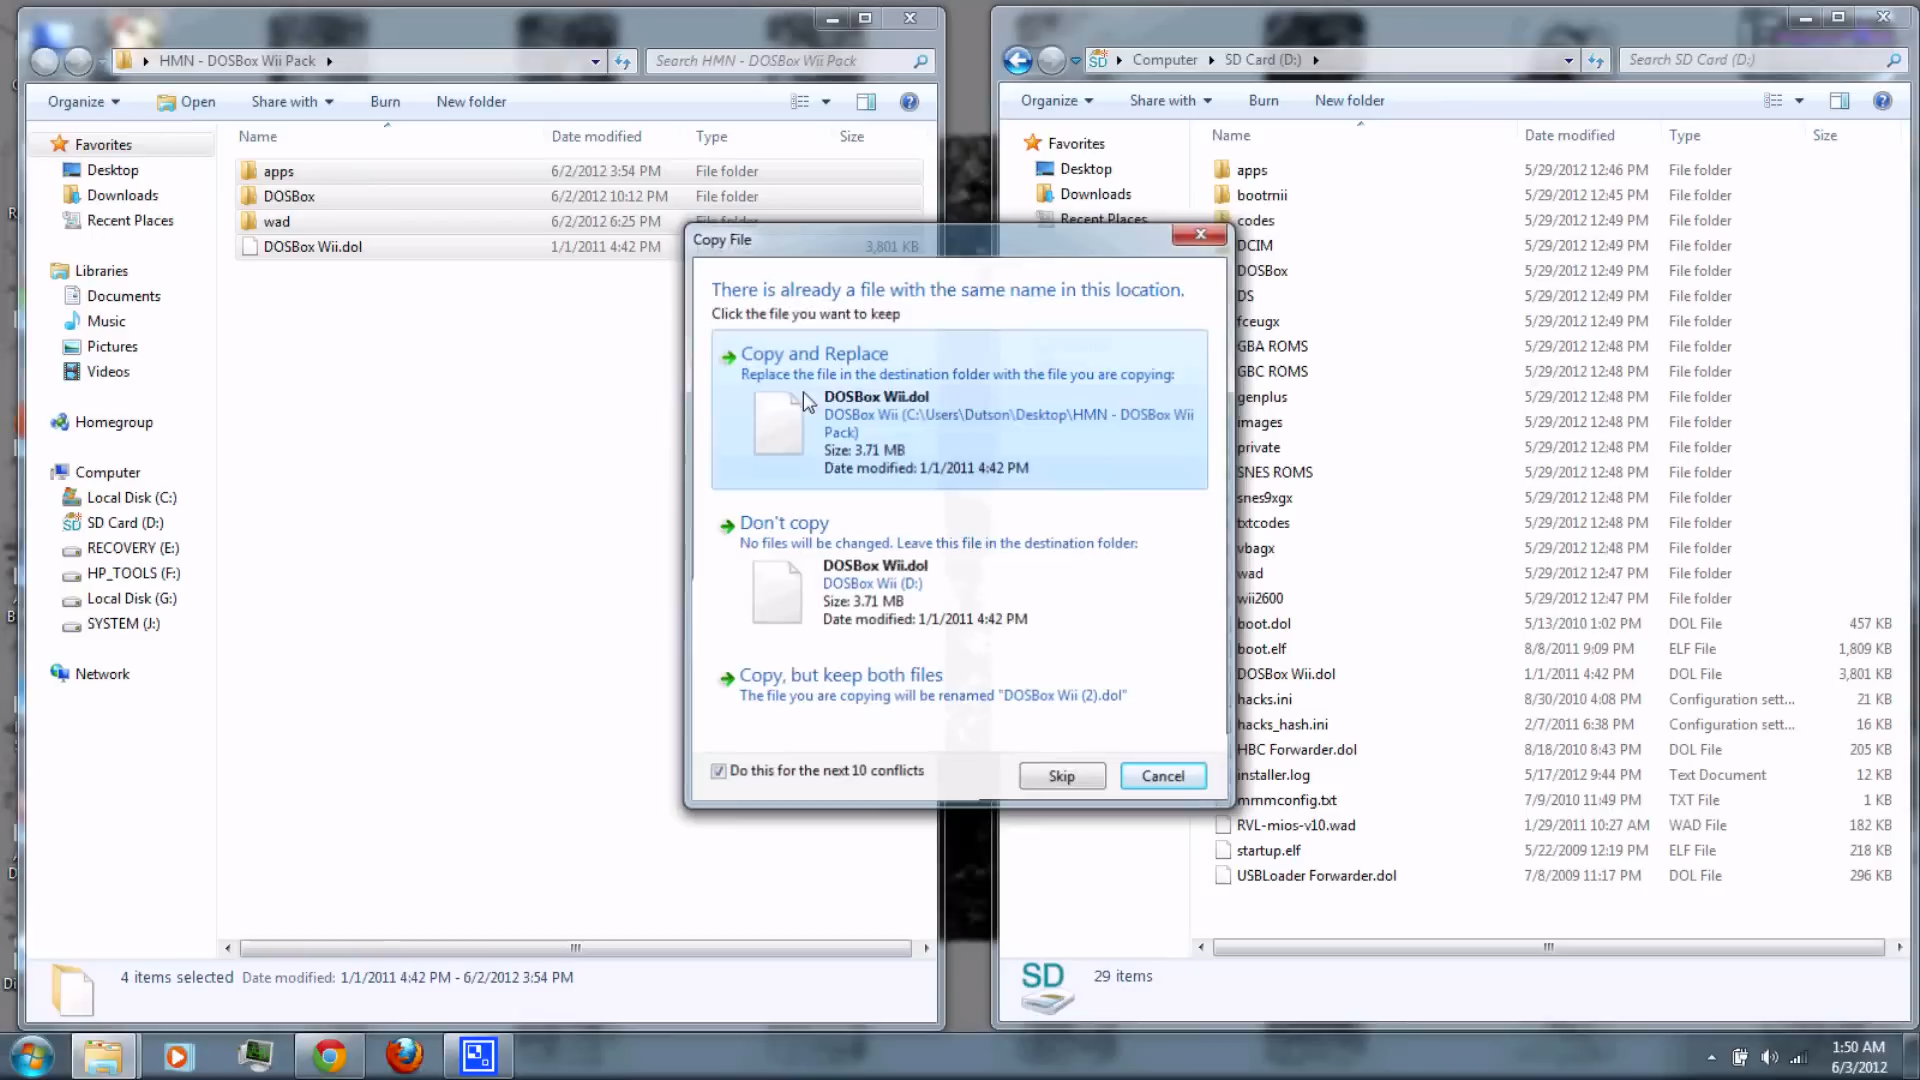 HMN - DOSBox Wii Pack
Search HMN - DOSBox Wii Pack
Organize
Open
Share with
Burn
New folder
Name
Date modified
Type
Size
Favorites
Desktop
Downloads
Recent Places
Libraries
Documents
Music
Pictures
Videos
Homegroup
Computer
Local Disk (C:)
SD Card (D:)
RECOVERY (E:)
HP_TOOLS (F:)
Local Disk (G:)
SYSTEM (J:)
Network
apps 6/2/2012 3:54 PM File folder
DOSBox 6/2/2012 10:12 PM File folder
wad 6/2/2012 6:25 PM File folder
DOSBox Wii.dol 1/1/2011 4:42 PM 3,801 KB
4 items selected Date modified: 1/1/2011 4:42 PM - 6/2/2012 3:54 PM
Copy File
There is already a file with the same name in this location.
Click the file you want to keep
Copy and Replace
Replace the file in the destination folder with the file you are copying:
DOSBox Wii.dol
DOSBox Wii (C:\Users\Dutson\Desktop\HMN - DOSBox Wii
Pack)
Size: 3.71 MB
Date modified: 1/1/2011 4:42 PM
Don't copy
No files will be changed. Leave this file in the destination folder:
DOSBox Wii.dol
DOSBox Wii (D:)
Size: 3.71 MB
Date modified: 1/1/2011 4:42 PM
Copy, but keep both files
The file you are copying will be renamed "DOSBox Wii (2).dol"
Do this for the next 10 conflicts
Skip
Cancel
Computer
SD Card (D:)
Search SD Card (D:)
Organize
Share with
Burn
New folder
Name
Date modified
Type
Size
Favorites
Desktop
Downloads
Recent Places
apps 5/29/2012 12:46 PM File folder
bootmii 5/29/2012 12:45 PM File folder
codes 5/29/2012 12:49 PM File folder
DCIM 5/29/2012 12:49 PM File folder
DOSBox 5/29/2012 12:49 PM File folder
DS 5/29/2012 12:49 PM File folder
fceugx 5/29/2012 12:49 PM File folder
GBA ROMS 5/29/2012 12:48 PM File folder
GBC ROMS 5/29/2012 12:48 PM File folder
genplus 5/29/2012 12:48 PM File folder
images 5/29/2012 12:48 PM File folder
private 5/29/2012 12:48 PM File folder
SNES ROMS 5/29/2012 12:48 PM File folder
snes9xgx 5/29/2012 12:48 PM File folder
txtcodes 5/29/2012 12:48 PM File folder
vbagx 5/29/2012 12:48 PM File folder
wad 5/29/2012 12:47 PM File folder
wii2600 5/29/2012 12:47 PM File folder
boot.dol 5/13/2010 1:02 PM DOL File 457 KB
boot.elf 8/8/2011 9:09 PM ELF File 1,809 KB
DOSBox Wii.dol 1/1/2011 4:42 PM DOL File 3,801 KB
hacks.ini 8/30/2010 4:08 PM Configuration sett... 21 KB
hacks_hash.ini 2/7/2011 6:38 PM Configuration sett... 16 KB
HBC Forwarder.dol 8/18/2010 8:43 PM DOL File 205 KB
installer.log 5/17/2012 9:44 PM Text Document 12 KB
mmmconfig.txt 7/9/2010 11:49 PM TXT File 1 KB
RVL-mios-v10.wad 1/29/2011 10:27 AM WAD File 182 KB
startup.elf 5/22/2009 12:19 PM ELF File 218 KB
USBLoader Forwarder.dol 7/8/2009 11:17 PM DOL File 296 KB
SD
29 items
1:50 AM
6/3/2012